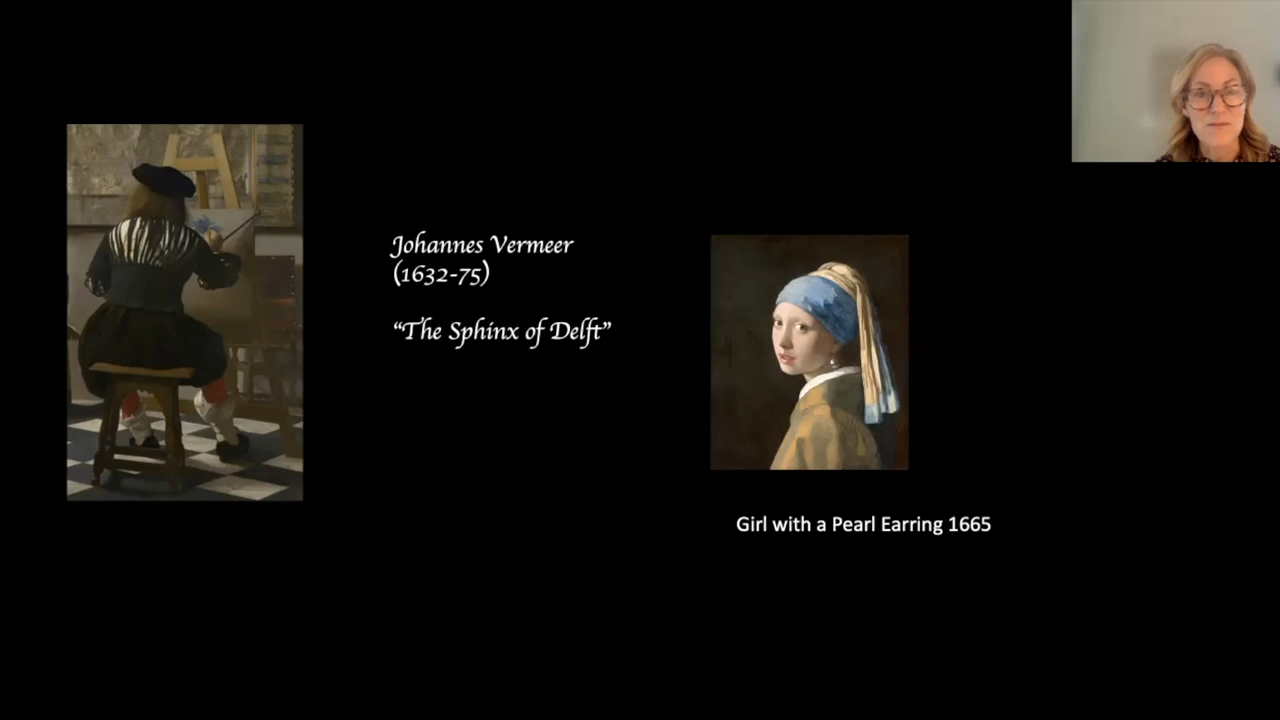 Johannes Vermeer
(1632-75)
“The Sphinx of Delft”
Girl with a Pearl Earring 1665